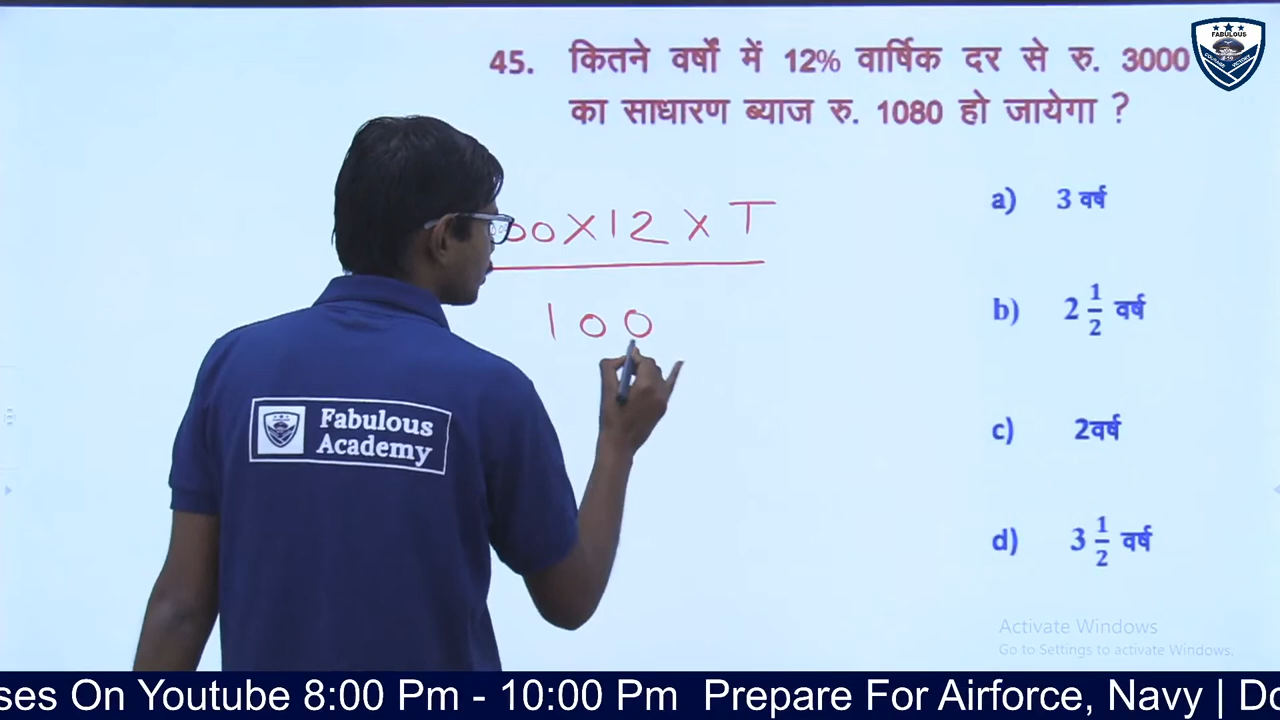 45. कितने वर्षों में 12% वार्षिक दर से रु. 3000
का साधारण ब्याज रु. 1080 हो जायेगा ?
a) 3 वर्ष
b) 2 1/2 वर्ष
c) 2वर्ष
d) 3 1/2 वर्ष
00 X 12 X T
100
Fabulous
Academy
FABULOUS
Activate Windows
Go to Settings to activate Windows.
ses On Youtube 8:00 Pm - 10:00 Pm Prepare For Airforce, Navy | Do